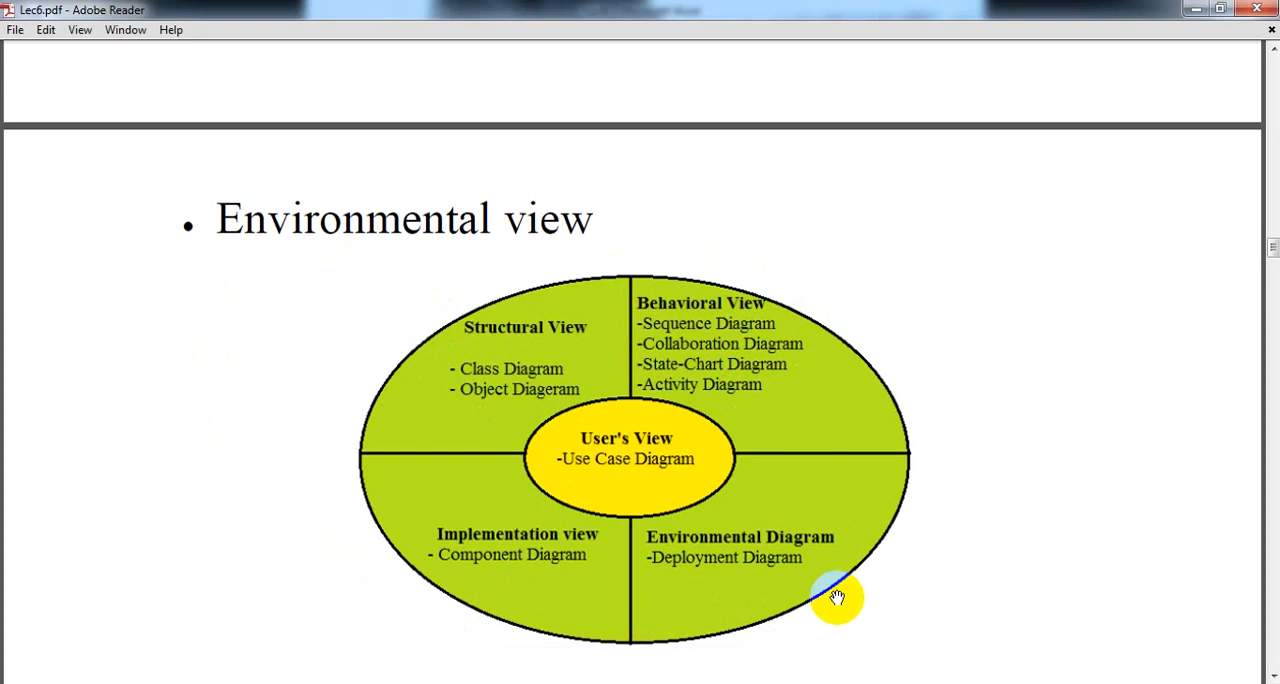 Lec6.pdf - Adobe Reader
File Edit View Window Help
• Environmental view
Structural View
- Class Diagram
- Object Diageram
Behavioral View
-Sequence Diagram
-Collaboration Diagram
-State-Chart Diagram
-Activity Diagram
User's View
-Use Case Diagram
Implementation view
- Component Diagram
Environmental Diagram
-Deployment Diagram